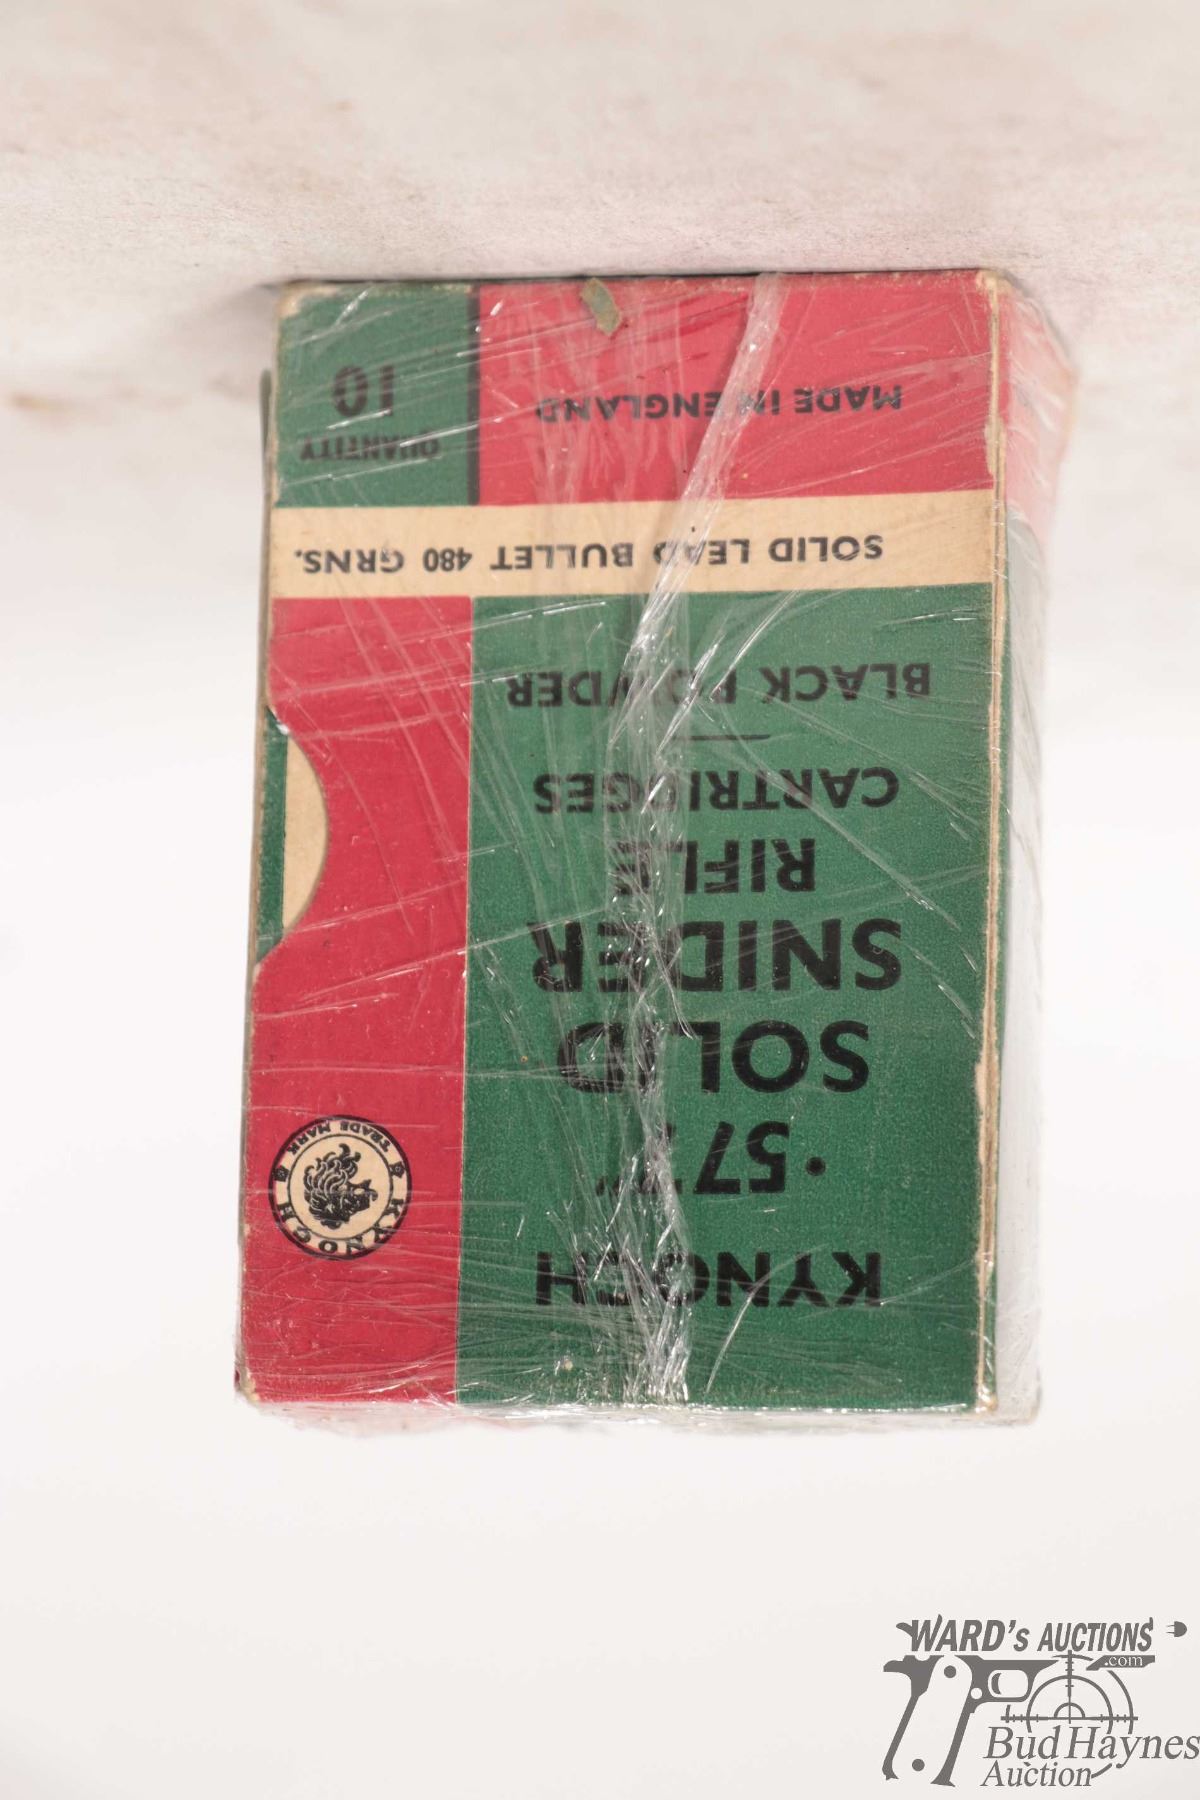 KYNOCH
.577"
SOLID
SNIDER
RIFLE
CARTRIDGES
BLACK POWDER
SOLID LEAD BULLET 480 GRNS.
MADE IN ENGLAND
QUANTITY
10
KYNOCH
TRADE MARK
WARD's AUCTIONS
.com
Bud Haynes
Auction